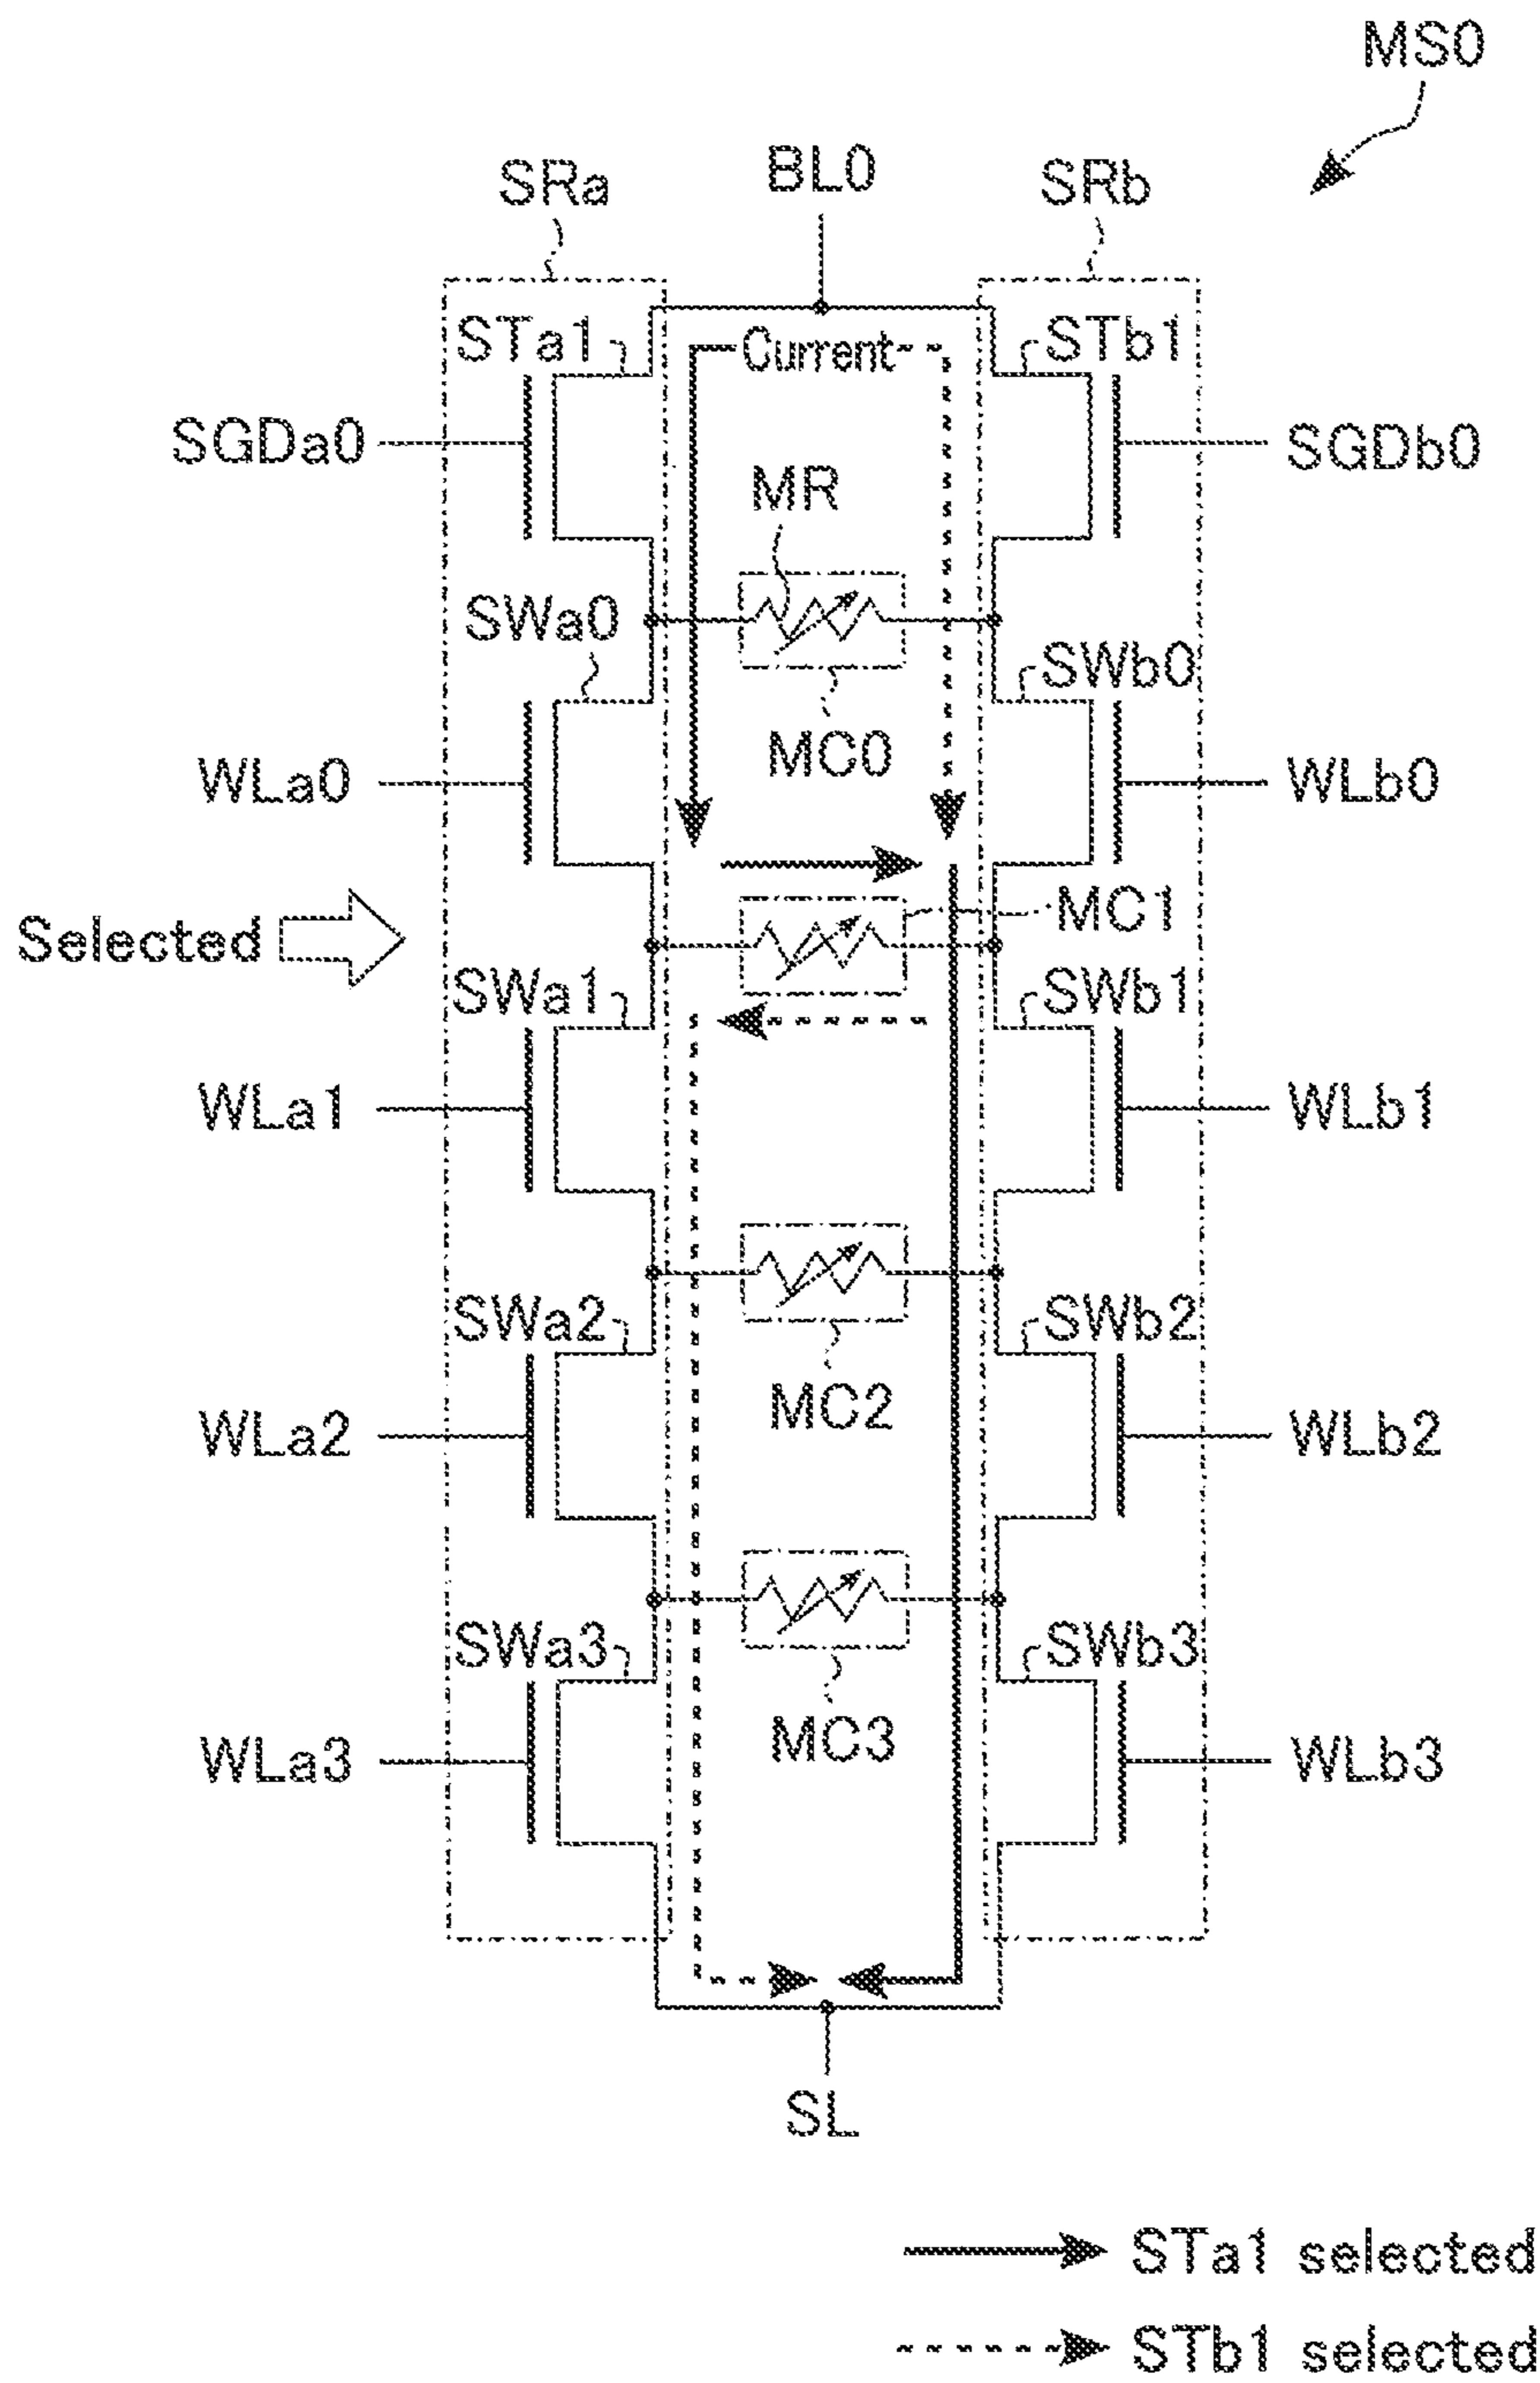 MS0
SRa BL0 SRb
STa1 Current STb1
SGDa0 SGDb0
MR
SWa0 SWb0
MC0
WLa0 WLb0
MC1
Selected
SWa1 SWb1
WLa1 WLb1
SWa2 SWb2
MC2
WLa2 WLb2
SWa3 SWb3
MC3
WLa3 WLb3
SL
STa1 selected
STb1 selected